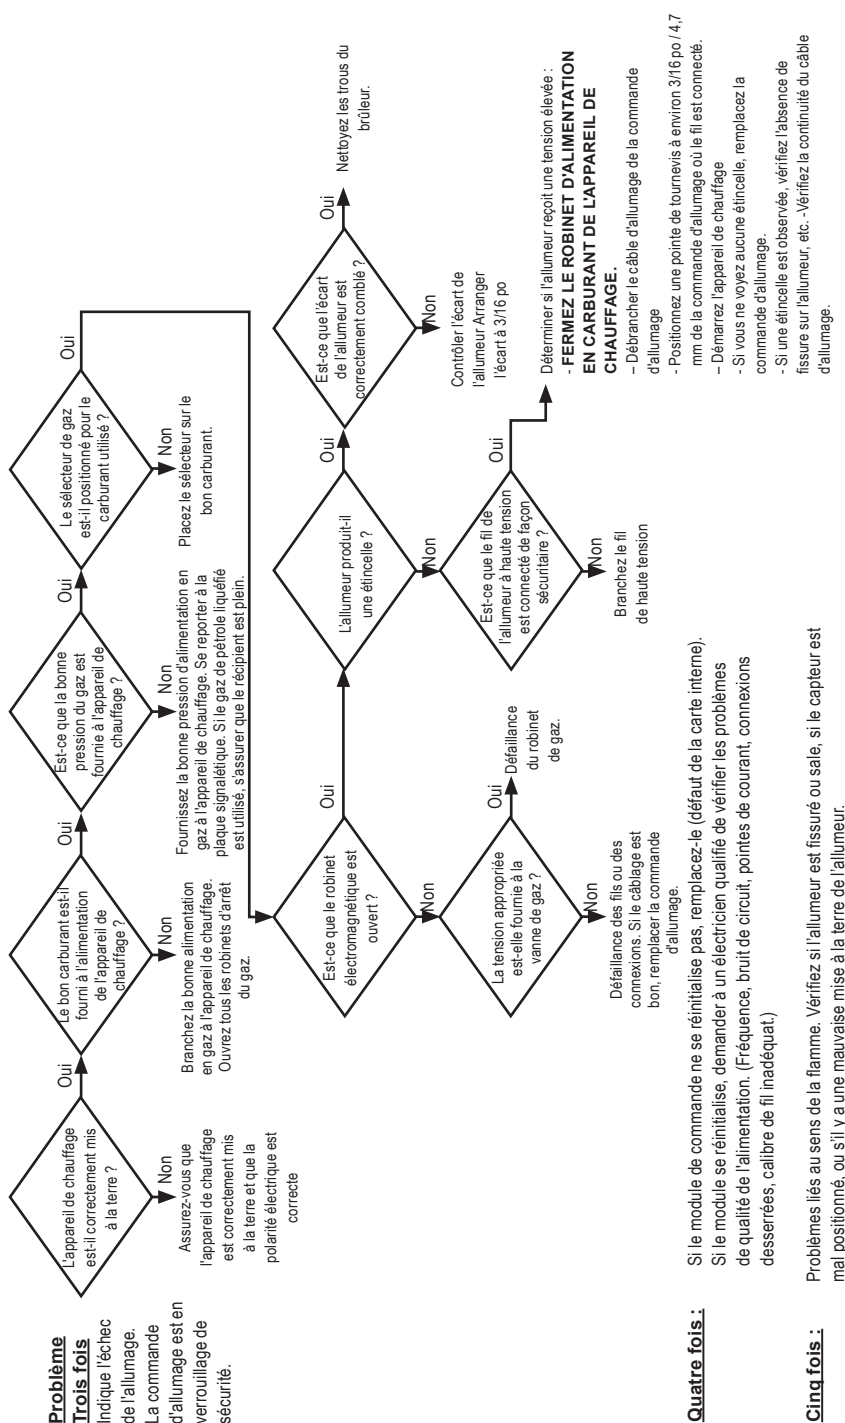 Problème
Trois fois
Indique l'échec
de l'allumage.
La commande
d'allumage est en
verrouillage de
sécurité.
L'appareil de chauffage
est-il correctement mis
à la terre ?
Oui
Non
Assurez-vous que
l'appareil de chauffage
est correctement mis
à la terre et que la
polarité électrique est
correcte
Le bon carburant est-il
fourni à l'alimentation
de l'appareil de
chauffage ?
Oui
Non
Branchez la bonne alimentation
en gaz à l'appareil de chauffage.
Ouvrez tous les robinets d'arrêt
du gaz.
Est-ce que la bonne
pression du gaz est
fournie à l'appareil de
chauffage ?
Oui
Non
Fournissez la bonne pression d'alimentation en
gaz à l'appareil de chauffage. Se reporter à la
plaque signalétique. Si le gaz de pétrole liquéfié
est utilisé, s'assurer que le récipient est plein.
Le sélecteur de gaz
est-il positionné pour le
carburant utilisé ?
Oui
Non
Placez le sélecteur sur le
bon carburant.
Est-ce que le robinet
électromagnétique est
ouvert ?
Oui
Non
La tension appropriée
est-elle fournie à la
vanne de gaz ?
Oui
Défaillance
du robinet
de gaz.
Non
Défaillance des fils ou des
connexions. Si le câblage est
bon, remplacer la commande
d'allumage.
L'allumeur produit-il
une étincelle ?
Oui
Non
Est-ce que le fil de
l'allumeur à haute tension
est connecté de façon
sécuritaire ?
Oui
Non
Branchez le fil
de haute tension
Est-ce que l'écart
de l'allumeur est
correctement comblé ?
Oui
Nettoyez les trous du
brûleur.
Non
Contrôler l'écart de
l'allumeur Arranger
l'écart à 3/16 po
Déterminer si l'allumeur reçoit une tension élevée :
- FERMEZ LE ROBINET D'ALIMENTATION
EN CARBURANT DE L'APPAREIL DE
CHAUFFAGE.
– Débrancher le câble d'allumage de la commande
d'allumage
- Positionnez une pointe de tournevis à environ 3/16 po / 4,7
mm de la commande d'allumage où le fil est connecté.
– Démarrez l'appareil de chauffage
- Si vous ne voyez aucune étincelle, remplacez la
commande d'allumage.
- Si une étincelle est observée, vérifiez l'absence de
fissure sur l'allumeur, etc. -Vérifiez la continuité du câble
d'allumage.
Quatre fois :
Si le module de commande ne se réinitialise pas, remplacez-le (défaut de la carte interne).
Si le module se réinitialise, demander à un électricien qualifié de vérifier les problèmes
de qualité de l'alimentation. (Fréquence, bruit de circuit, pointes de courant, connexions
desserrées, calibre de fil inadéquat.)
Cinq fois :
Problèmes liés au sens de la flamme. Vérifiez si l'allumeur est fissuré ou sale, si le capteur est
mal positionné, ou s'il y a une mauvaise mise à la terre de l'allumeur.